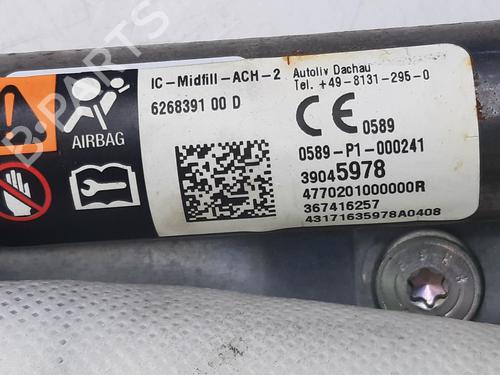 IC-Midfill-ACH-2
6268391 00 D
AIRBAG
Autoliv Dachau
Tel. +49-8131-295-0
CE 0589
0589-P1-000241
39045978
4770201000000R
367416257
43171635978A0408
B-PARTS